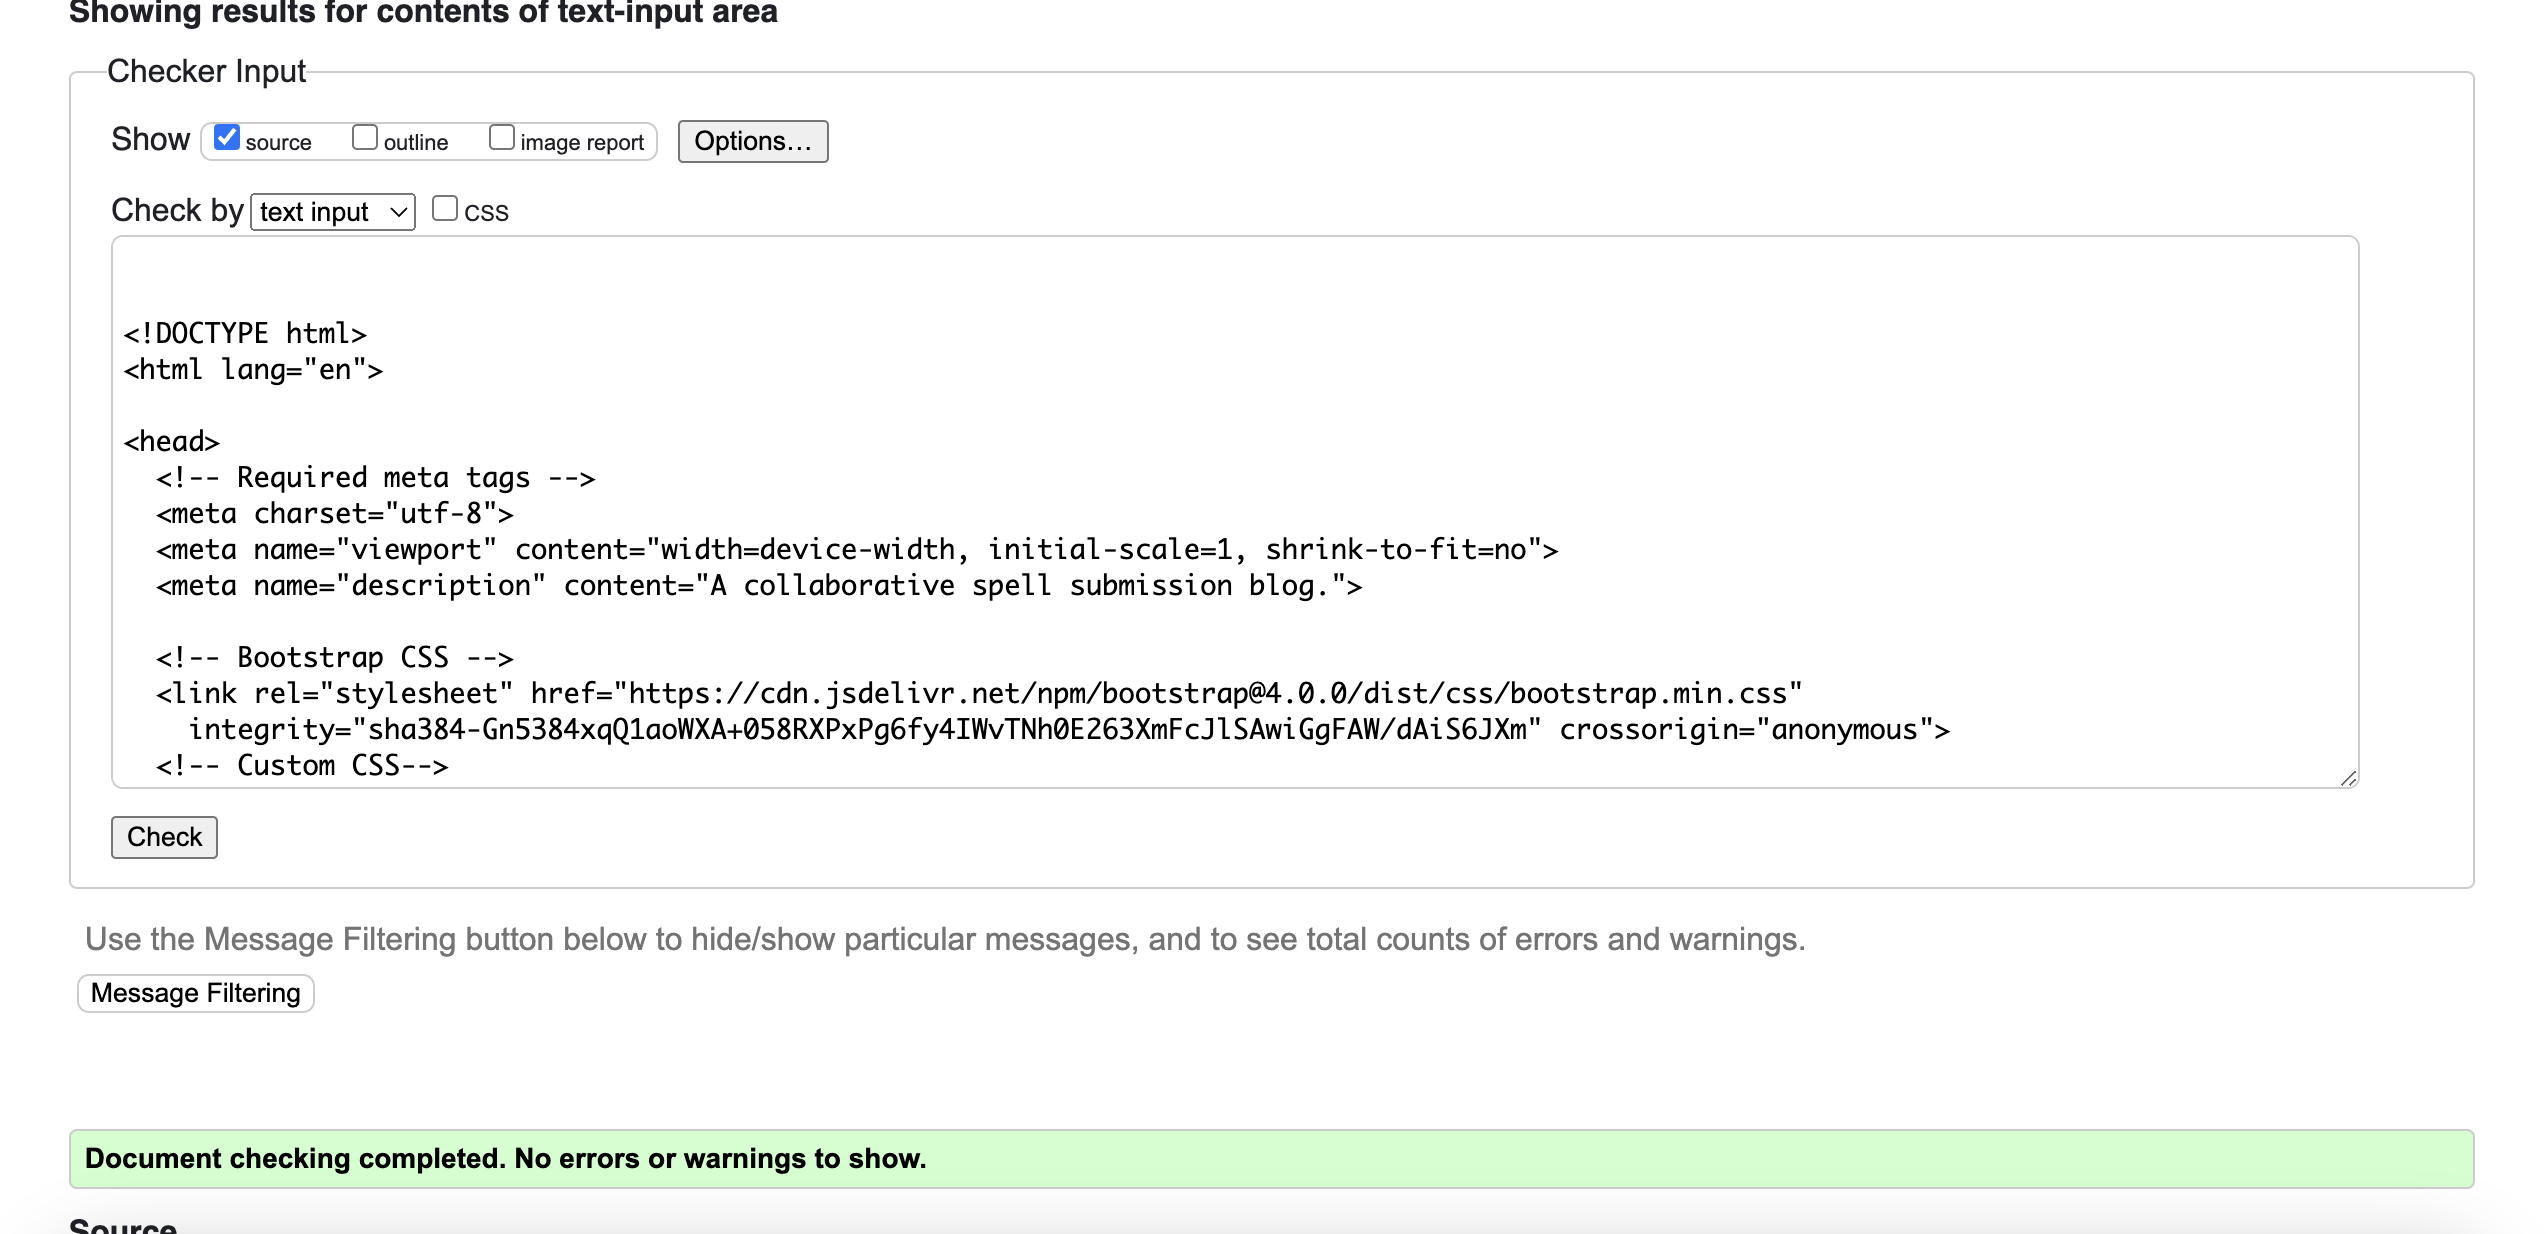 Showing results for contents of text-input area
Checker Input
Show source outline image report Options...
Check by text input CSS
<!DOCTYPE html>
<html lang="en">
<head>
<!-- Required meta tags -->
<meta charset="utf-8">
<meta name="viewport" content="width=device-width, initial-scale=1, shrink-to-fit=no">
<meta name="description" content="A collaborative spell submission blog.">
<!-- Bootstrap CSS -->
<link rel="stylesheet" href="https://cdn.jsdelivr.net/npm/bootstrap@4.0.0/dist/css/bootstrap.min.css"
integrity="sha384-Gn5384xqQ1aoWXA+058RXPxPg6fy4IWvTNh0E263XmFcJlSAwiGgFAW/dAiS6JXm" crossorigin="anonymous">
<!-- Custom CSS-->
Check
Use the Message Filtering button below to hide/show particular messages, and to see total counts of errors and warnings.
Message Filtering
Document checking completed. No errors or warnings to show.
Source